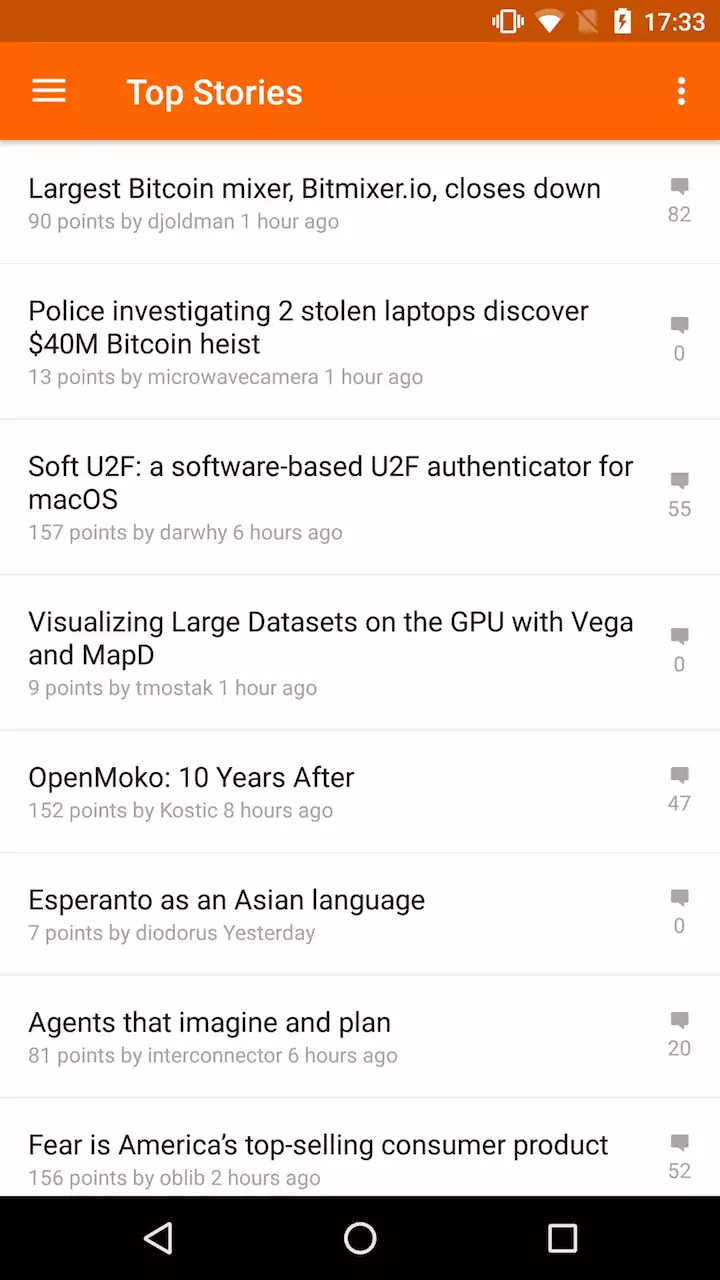 17:33
Top Stories
Largest Bitcoin mixer, Bitmixer.io, closes down
90 points by djoldman 1 hour ago
82
Police investigating 2 stolen laptops discover
$40M Bitcoin heist
13 points by microwavecamera 1 hour ago
0
Soft U2F: a software-based U2F authenticator for
macOS
157 points by darwhy 6 hours ago
55
Visualizing Large Datasets on the GPU with Vega
and MapD
9 points by tmostak 1 hour ago
0
OpenMoko: 10 Years After
152 points by Kostic 8 hours ago
47
Esperanto as an Asian language
7 points by diodorus Yesterday
0
Agents that imagine and plan
81 points by interconnector 6 hours ago
20
Fear is America’s top-selling consumer product
156 points by oblib 2 hours ago
52